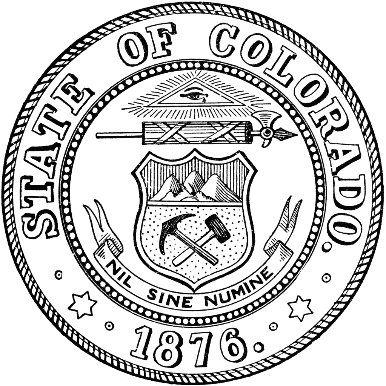 STATE OF COLORADO.
NIL SINE NUMINE
1876.